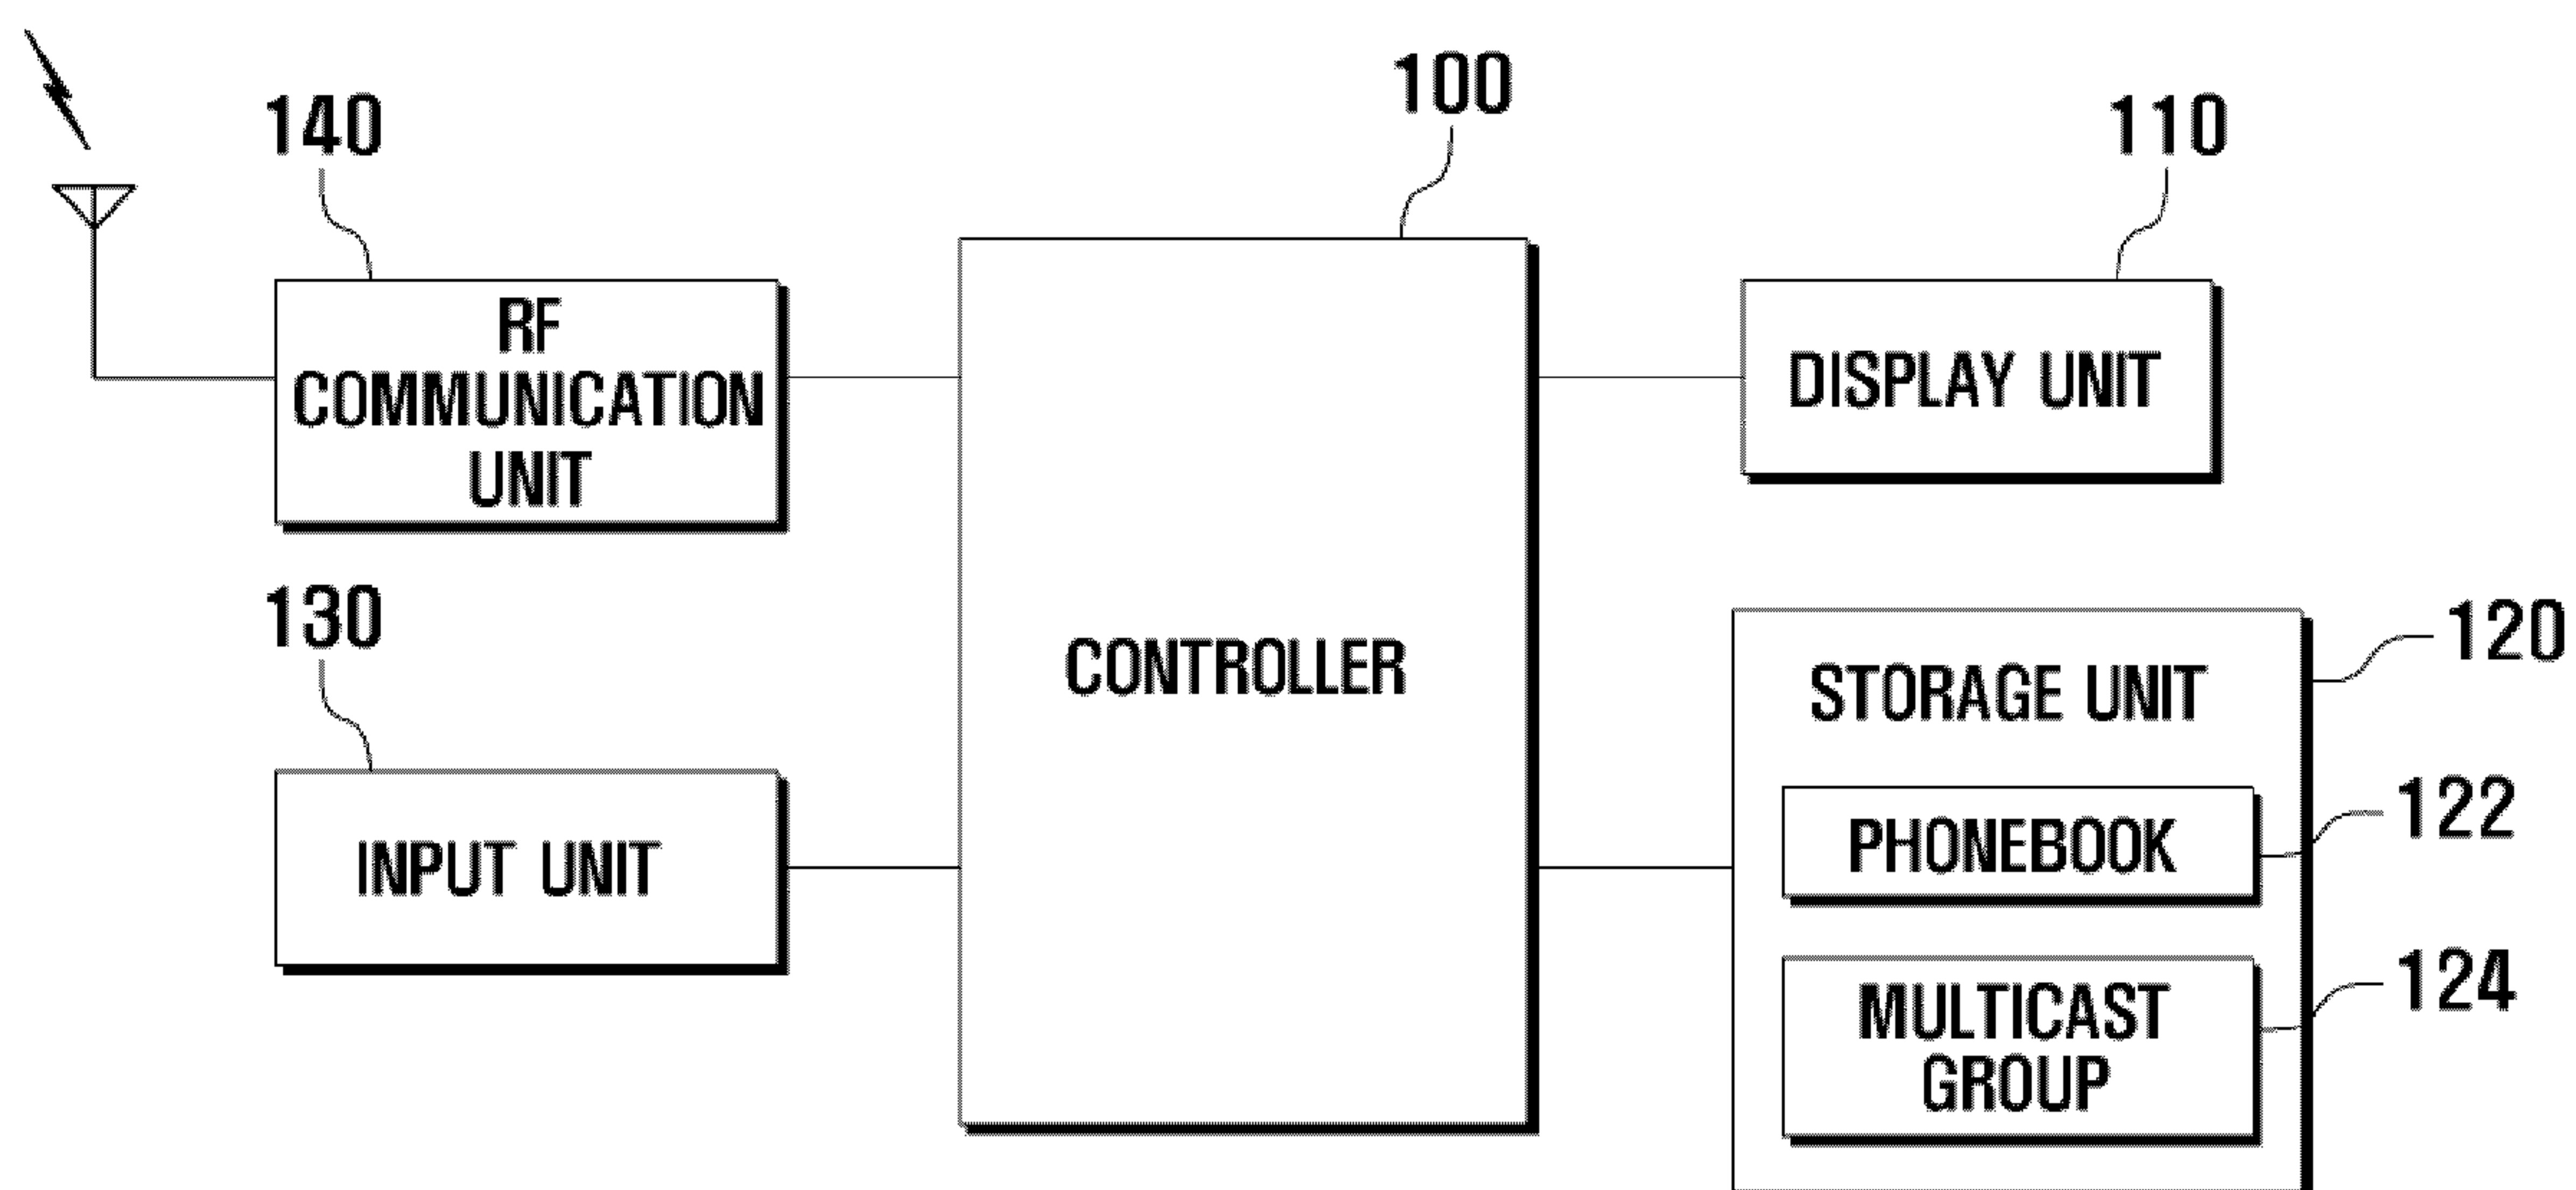 100
140
110
RF
COMMUNICATION
UNIT
DISPLAY UNIT
130
CONTROLLER
120
STORAGE UNIT
122
PHONEBOOK
INPUT UNIT
124
MULTICAST
GROUP